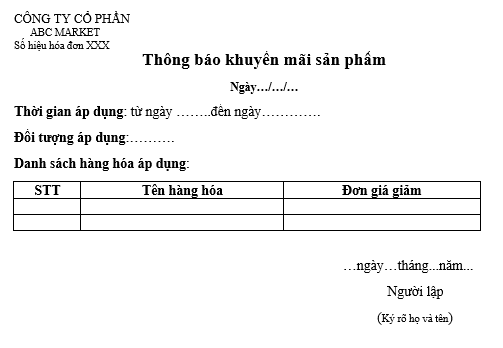 CÔNG TY CỔ PHẦN
ABC MARKET
Số hiệu hóa đơn XXX
Thông báo khuyến mãi sản phẩm
Ngày…/…/…
Thời gian áp dụng: từ ngày ……..đến ngày………….
Đối tượng áp dụng:……….
Danh sách hàng hóa áp dụng:
STT Tên hàng hóa Đơn giá giảm
…ngày…tháng...năm...
Người lập
(Ký rõ họ và tên)